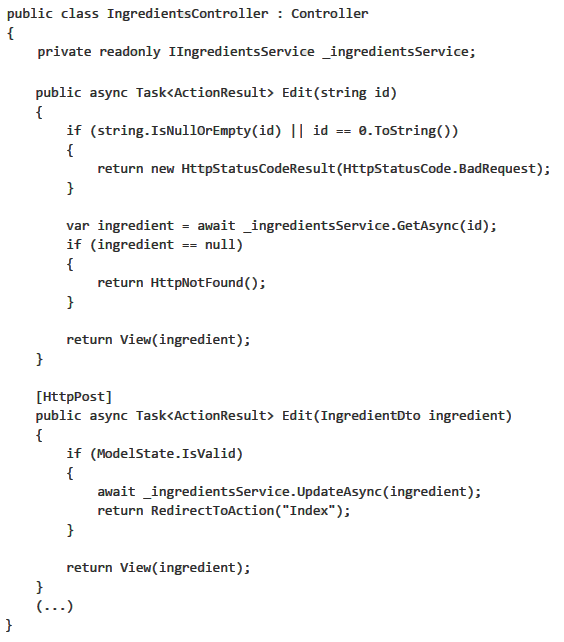 public class IngredientsController : Controller
{
    private readonly IIngredientsService _ingredientsService;

    public async Task<ActionResult> Edit(string id)
    {
        if (string.IsNullOrEmpty(id) || id == 0.ToString())
        {
            return new HttpStatusCodeResult(HttpStatusCode.BadRequest);
        }

        var ingredient = await _ingredientsService.GetAsync(id);
        if (ingredient == null)
        {
            return HttpNotFound();
        }

        return View(ingredient);
    }

    [HttpPost]
    public async Task<ActionResult> Edit(IngredientDto ingredient)
    {
        if (ModelState.IsValid)
        {
            await _ingredientsService.UpdateAsync(ingredient);
            return RedirectToAction("Index");
        }

        return View(ingredient);
    }
    (...)
}